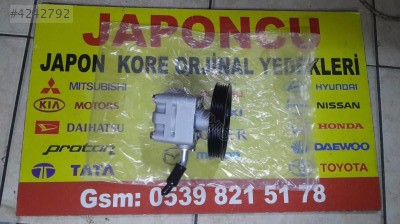 #4242792
JAPONCU
JAPON KORE ORJİNAL YEDEKLERİ
MITSUBISHI HYUNDAI
KIA MOTORS NISSAN
DAIHATSU HONDA
proton DAEWOO
TATA TOYOTA
Gsm: 0539 821 51 78